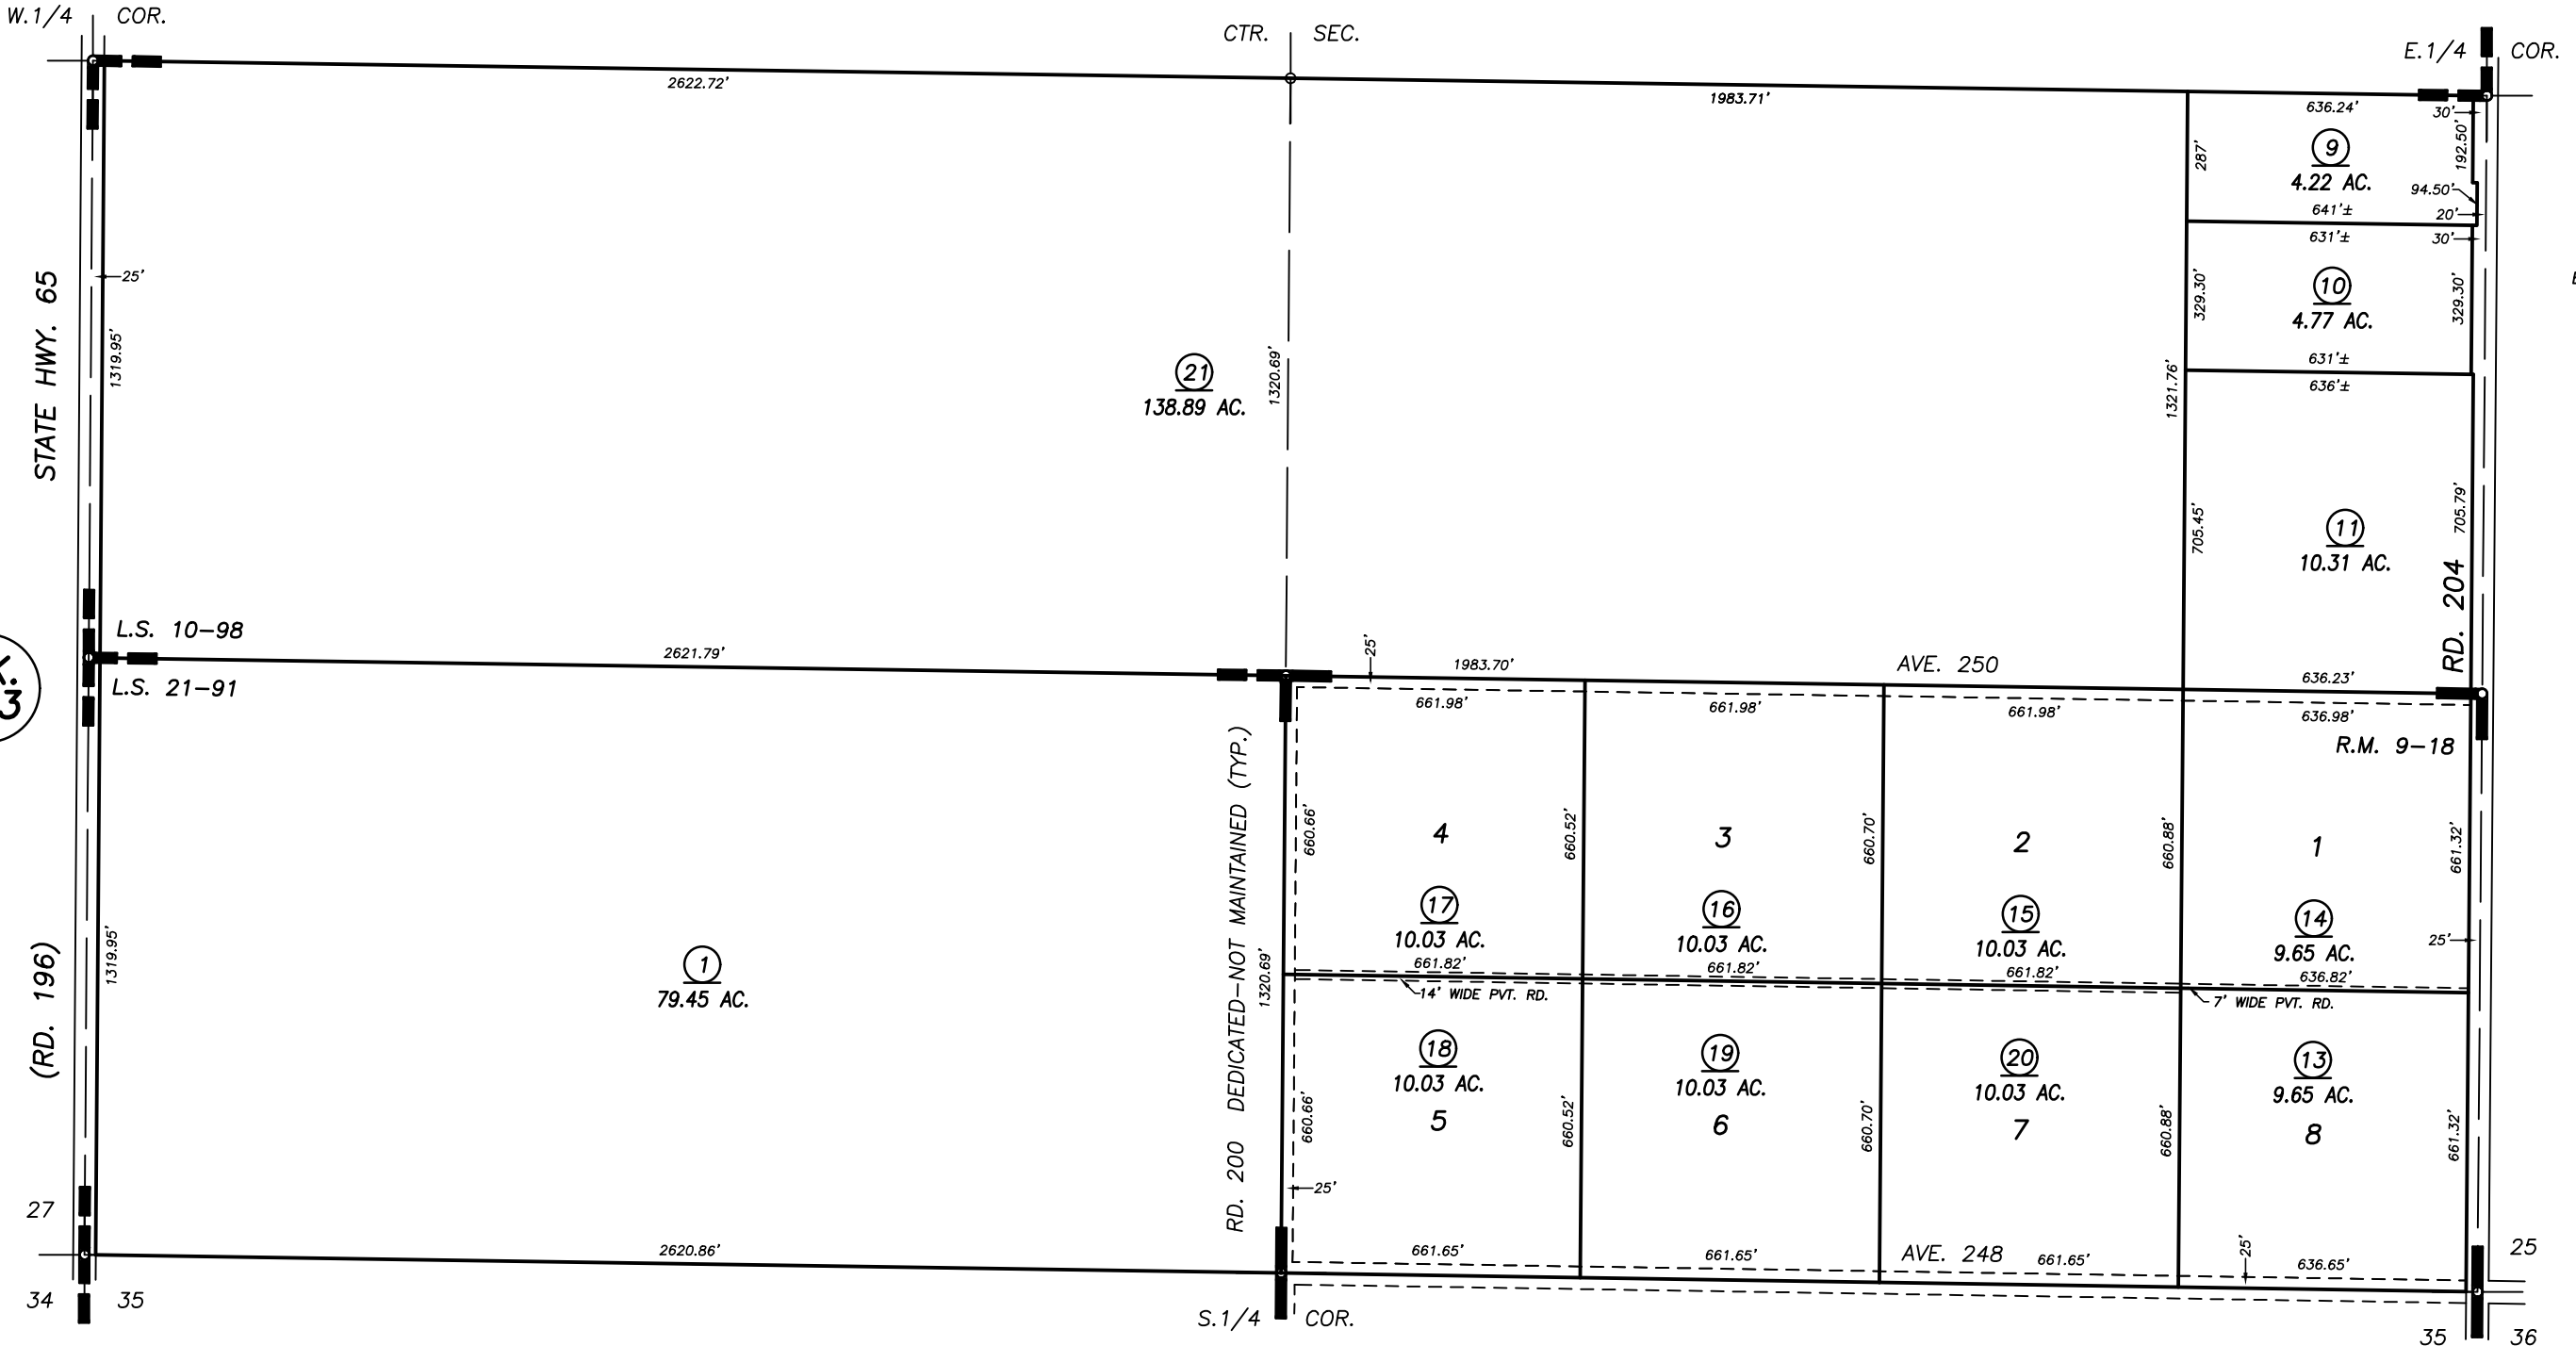 W.1/4 COR.
CTR. SEC.
E.1/4 COR.
2622.72'
1983.71'
636.24'
30'
192.50'
287'
9
4.22 AC.
94.50'
641'±
20'
631'±
30'
STATE HWY. 65
25'
1319.95'
329.30'
10
4.77 AC.
329.30'
21
138.89 AC.
1320.69'
1321.76'
631'±
636'±
705.45'
11
10.31 AC.
705.79'
RD. 204
L.S. 10-98
2621.79'
L.S. 21-91
3
25'
1983.70'
AVE. 250
636.23'
661.98'
661.98'
661.98'
636.98'
R.M. 9-18
RD. 200 DEDICATED-NOT MAINTAINED (TYP.)
660.66'
4
660.52'
3
660.70'
2
660.88'
1
661.32'
17
10.03 AC.
16
10.03 AC.
15
10.03 AC.
14
9.65 AC.
25'
(RD. 196)
1319.95'
1
79.45 AC.
1320.69'
661.82'
661.82'
661.82'
636.82'
14' WIDE PVT. RD.
7' WIDE PVT. RD.
18
10.03 AC.
5
19
10.03 AC.
6
20
10.03 AC.
7
13
9.65 AC.
8
660.66'
660.52'
660.70'
660.88'
661.32'
25'
27
2620.86'
661.65'
661.65'
AVE. 248
661.65'
25'
636.65'
25
34 35
S.1/4 COR.
35 36